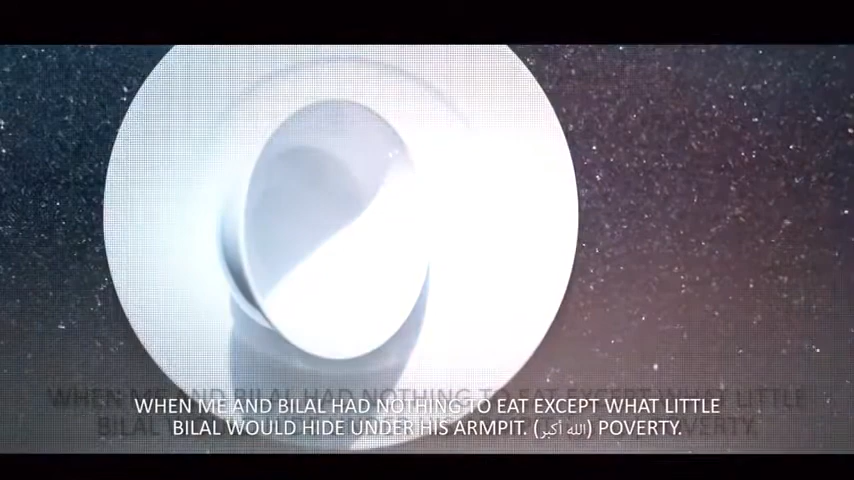 WHEN ME AND BILAL HAD NOTHING TO EAT EXCEPT WHAT LITTLE
BILAL WOULD HIDE UNDER HIS ARMPIT. (الله أكبر) POVERTY.